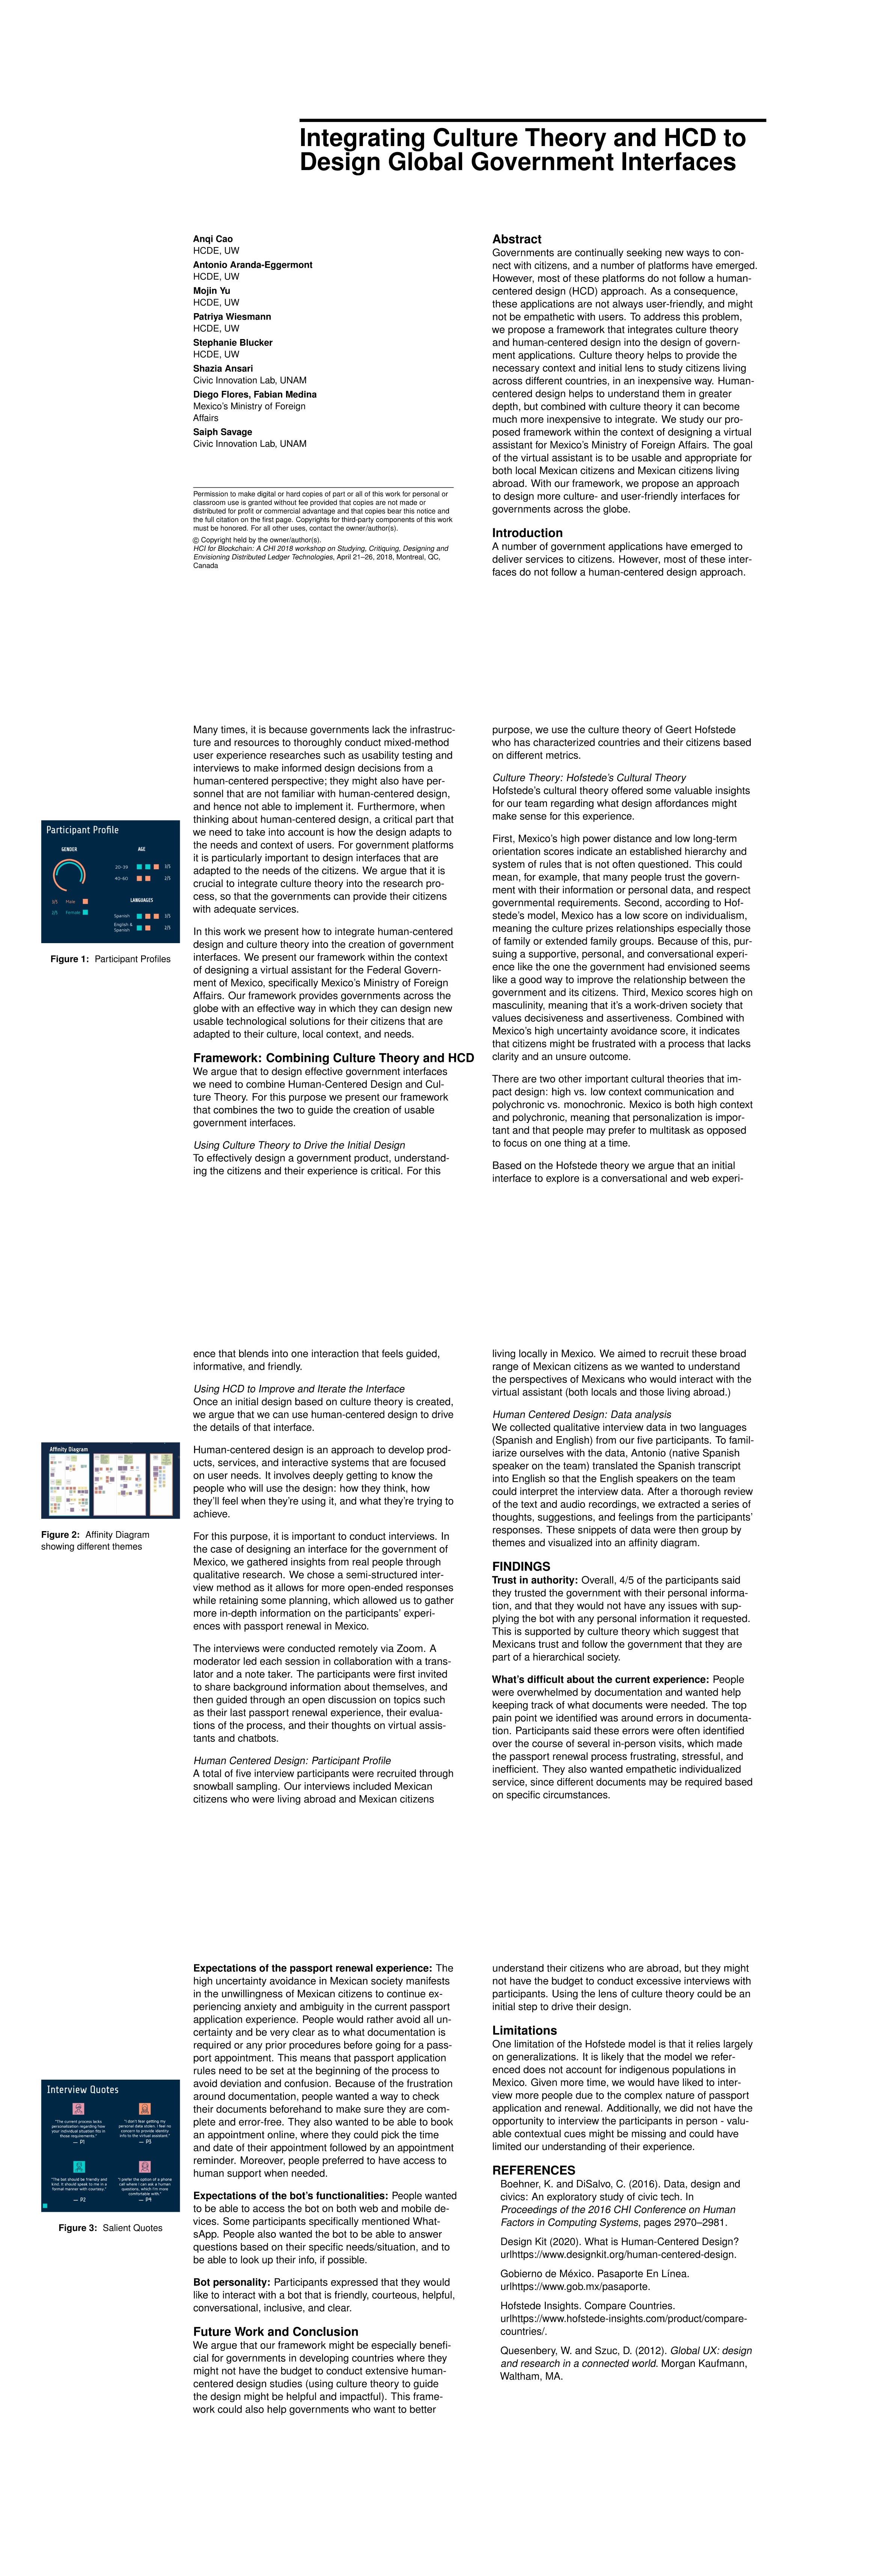 Integrating Culture Theory and HCD to
Design Global Government Interfaces
Anqi Cao
HCDE, UW
Antonio Aranda-Eggermont
HCDE, UW
Mojin Yu
HCDE, UW
Patriya Wiesmann
HCDE, UW
Stephanie Blucker
HCDE, UW
Shazia Ansari
Civic Innovation Lab, UNAM
Diego Flores, Fabian Medina
Mexico's Ministry of Foreign
Affairs
Saiph Savage
Civic Innovation Lab, UNAM
Permission to make digital or hard copies of part or all of this work for personal or
classroom use is granted without fee provided that copies are not made or
distributed for profit or commercial advantage and that copies bear this notice and
the full citation on the first page. Copyrights for third-party components of this work
must be honored. For all other uses, contact the owner/author(s).
© Copyright held by the owner/author(s).
HCI for Blockchain: A CHI 2018 workshop on Studying, Critiquing, Designing and
Envisioning Distributed Ledger Technologies, April 21–26, 2018, Montreal, QC,
Canada
Abstract
Governments are continually seeking new ways to con-
nect with citizens, and a number of platforms have emerged.
However, most of these platforms do not follow a human-
centered design (HCD) approach. As a consequence,
these applications are not always user-friendly, and might
not be empathetic with users. To address this problem,
we propose a framework that integrates culture theory
and human-centered design into the design of govern-
ment applications. Culture theory helps to provide the
necessary context and initial lens to study citizens living
across different countries, in an inexpensive way. Human-
centered design helps to understand them in greater
depth, but combined with culture theory it can become
much more inexpensive to integrate. We study our pro-
posed framework within the context of designing a virtual
assistant for Mexico's Ministry of Foreign Affairs. The goal
of the virtual assistant is to be usable and appropriate for
both local Mexican citizens and Mexican citizens living
abroad. With our framework, we propose an approach
to design more culture- and user-friendly interfaces for
governments across the globe.
Introduction
A number of government applications have emerged to
deliver services to citizens. However, most of these inter-
faces do not follow a human-centered design approach.
Participant Profile
GENDER
AGE
20-39
3/5
40-60
2/5
3/5 Male
2/5 Female
LANGUAGES
Spanish
3/5
English &
Spanish
2/5
Figure 1: Participant Profiles
Many times, it is because governments lack the infrastruc-
ture and resources to thoroughly conduct mixed-method
user experience researches such as usability testing and
interviews to make informed design decisions from a
human-centered perspective; they might also have per-
sonnel that are not familiar with human-centered design,
and hence not able to implement it. Furthermore, when
thinking about human-centered design, a critical part that
we need to take into account is how the design adapts to
the needs and context of users. For government platforms
it is particularly important to design interfaces that are
adapted to the needs of the citizens. We argue that it is
crucial to integrate culture theory into the research pro-
cess, so that the governments can provide their citizens
with adequate services.
In this work we present how to integrate human-centered
design and culture theory into the creation of government
interfaces. We present our framework within the context
of designing a virtual assistant for the Federal Govern-
ment of Mexico, specifically Mexico's Ministry of Foreign
Affairs. Our framework provides governments across the
globe with an effective way in which they can design new
usable technological solutions for their citizens that are
adapted to their culture, local context, and needs.
Framework: Combining Culture Theory and HCD
We argue that to design effective government interfaces
we need to combine Human-Centered Design and Cul-
ture Theory. For this purpose we present our framework
that combines the two to guide the creation of usable
government interfaces.
Using Culture Theory to Drive the Initial Design
To effectively design a government product, understand-
ing the citizens and their experience is critical. For this
purpose, we use the culture theory of Geert Hofstede
who has characterized countries and their citizens based
on different metrics.
Culture Theory: Hofstede's Cultural Theory
Hofstede's cultural theory offered some valuable insights
for our team regarding what design affordances might
make sense for this experience.
First, Mexico's high power distance and low long-term
orientation scores indicate an established hierarchy and
system of rules that is not often questioned. This could
mean, for example, that many people trust the govern-
ment with their information or personal data, and respect
governmental requirements. Second, according to Hof-
stede's model, Mexico has a low score on individualism,
meaning the culture prizes relationships especially those
of family or extended family groups. Because of this, pur-
suing a supportive, personal, and conversational experi-
ence like the one the government had envisioned seems
like a good way to improve the relationship between the
government and its citizens. Third, Mexico scores high on
masculinity, meaning that it's a work-driven society that
values decisiveness and assertiveness. Combined with
Mexico's high uncertainty avoidance score, it indicates
that citizens might be frustrated with a process that lacks
clarity and an unsure outcome.
There are two other important cultural theories that im-
pact design: high vs. low context communication and
polychronic vs. monochronic. Mexico is both high context
and polychronic, meaning that personalization is impor-
tant and that people may prefer to multitask as opposed
to focus on one thing at a time.
Based on the Hofstede theory we argue that an initial
interface to explore is a conversational and web experi-
Affinity Diagram
Figure 2: Affinity Diagram
showing different themes
ence that blends into one interaction that feels guided,
informative, and friendly.
Using HCD to Improve and Iterate the Interface
Once an initial design based on culture theory is created,
we argue that we can use human-centered design to drive
the details of that interface.
Human-centered design is an approach to develop prod-
ucts, services, and interactive systems that are focused
on user needs. It involves deeply getting to know the
people who will use the design: how they think, how
they'll feel when they're using it, and what they're trying to
achieve.
For this purpose, it is important to conduct interviews. In
the case of designing an interface for the government of
Mexico, we gathered insights from real people through
qualitative research. We chose a semi-structured inter-
view method as it allows for more open-ended responses
while retaining some planning, which allowed us to gather
more in-depth information on the participants' experi-
ences with passport renewal in Mexico.
The interviews were conducted remotely via Zoom. A
moderator led each session in collaboration with a trans-
lator and a note taker. The participants were first invited
to share background information about themselves, and
then guided through an open discussion on topics such
as their last passport renewal experience, their evalua-
tions of the process, and their thoughts on virtual assis-
tants and chatbots.
Human Centered Design: Participant Profile
A total of five interview participants were recruited through
snowball sampling. Our interviews included Mexican
citizens who were living abroad and Mexican citizens
living locally in Mexico. We aimed to recruit these broad
range of Mexican citizens as we wanted to understand
the perspectives of Mexicans who would interact with the
virtual assistant (both locals and those living abroad.)
Human Centered Design: Data analysis
We collected qualitative interview data in two languages
(Spanish and English) from our five participants. To famil-
iarize ourselves with the data, Antonio (native Spanish
speaker on the team) translated the Spanish transcript
into English so that the English speakers on the team
could interpret the interview data. After a thorough review
of the text and audio recordings, we extracted a series of
thoughts, suggestions, and feelings from the participants'
responses. These snippets of data were then group by
themes and visualized into an affinity diagram.
FINDINGS
Trust in authority: Overall, 4/5 of the participants said
they trusted the government with their personal informa-
tion, and that they would not have any issues with sup-
plying the bot with any personal information it requested.
This is supported by culture theory which suggest that
Mexicans trust and follow the government that they are
part of a hierarchical society.
What's difficult about the current experience: People
were overwhelmed by documentation and wanted help
keeping track of what documents were needed. The top
pain point we identified was around errors in documenta-
tion. Participants said these errors were often identified
over the course of several in-person visits, which made
the passport renewal process frustrating, stressful, and
inefficient. They also wanted empathetic individualized
service, since different documents may be required based
on specific circumstances.
Interview Quotes
"The current process lacks
personalization regarding how
your individual situation fits in
those requirements."
— P1
"I don't fear getting my
personal data stolen. I feel no
concern to provide identity
info to the virtual assistant."
— P3
"The bot should be friendly and
kind. It should speak to me in a
formal manner with courtesy."
— P2
"I prefer the option of a phone
call where I can ask a human
questions, which I'm more
comfortable with."
— P4
Figure 3: Salient Quotes
Expectations of the passport renewal experience: The
high uncertainty avoidance in Mexican society manifests
in the unwillingness of Mexican citizens to continue ex-
periencing anxiety and ambiguity in the current passport
application experience. People would rather avoid all un-
certainty and be very clear as to what documentation is
required or any prior procedures before going for a pass-
port appointment. This means that passport application
rules need to be set at the beginning of the process to
avoid deviation and confusion. Because of the frustration
around documentation, people wanted a way to check
their documents beforehand to make sure they are com-
plete and error-free. They also wanted to be able to book
an appointment online, where they could pick the time
and date of their appointment followed by an appointment
reminder. Moreover, people preferred to have access to
human support when needed.
Expectations of the bot's functionalities: People wanted
to be able to access the bot on both web and mobile de-
vices. Some participants specifically mentioned What-
sApp. People also wanted the bot to be able to answer
questions based on their specific needs/situation, and to
be able to look up their info, if possible.
Bot personality: Participants expressed that they would
like to interact with a bot that is friendly, courteous, helpful,
conversational, inclusive, and clear.
Future Work and Conclusion
We argue that our framework might be especially benefi-
cial for governments in developing countries where they
might not have the budget to conduct extensive human-
centered design studies (using culture theory to guide
the design might be helpful and impactful). This frame-
work could also help governments who want to better
understand their citizens who are abroad, but they might
not have the budget to conduct excessive interviews with
participants. Using the lens of culture theory could be an
initial step to drive their design.
Limitations
One limitation of the Hofstede model is that it relies largely
on generalizations. It is likely that the model we refer-
enced does not account for indigenous populations in
Mexico. Given more time, we would have liked to inter-
view more people due to the complex nature of passport
application and renewal. Additionally, we did not have the
opportunity to interview the participants in person - valu-
able contextual cues might be missing and could have
limited our understanding of their experience.
REFERENCES
Boehner, K. and DiSalvo, C. (2016). Data, design and
civics: An exploratory study of civic tech. In
Proceedings of the 2016 CHI Conference on Human
Factors in Computing Systems, pages 2970–2981.
Design Kit (2020). What is Human-Centered Design?
urlhttps://www.designkit.org/human-centered-design.
Gobierno de México. Pasaporte En Línea.
urlhttps://www.gob.mx/pasaporte.
Hofstede Insights. Compare Countries.
urlhttps://www.hofstede-insights.com/product/compare-
countries/.
Quesenbery, W. and Szuc, D. (2012). Global UX: design
and research in a connected world. Morgan Kaufmann,
Waltham, MA.